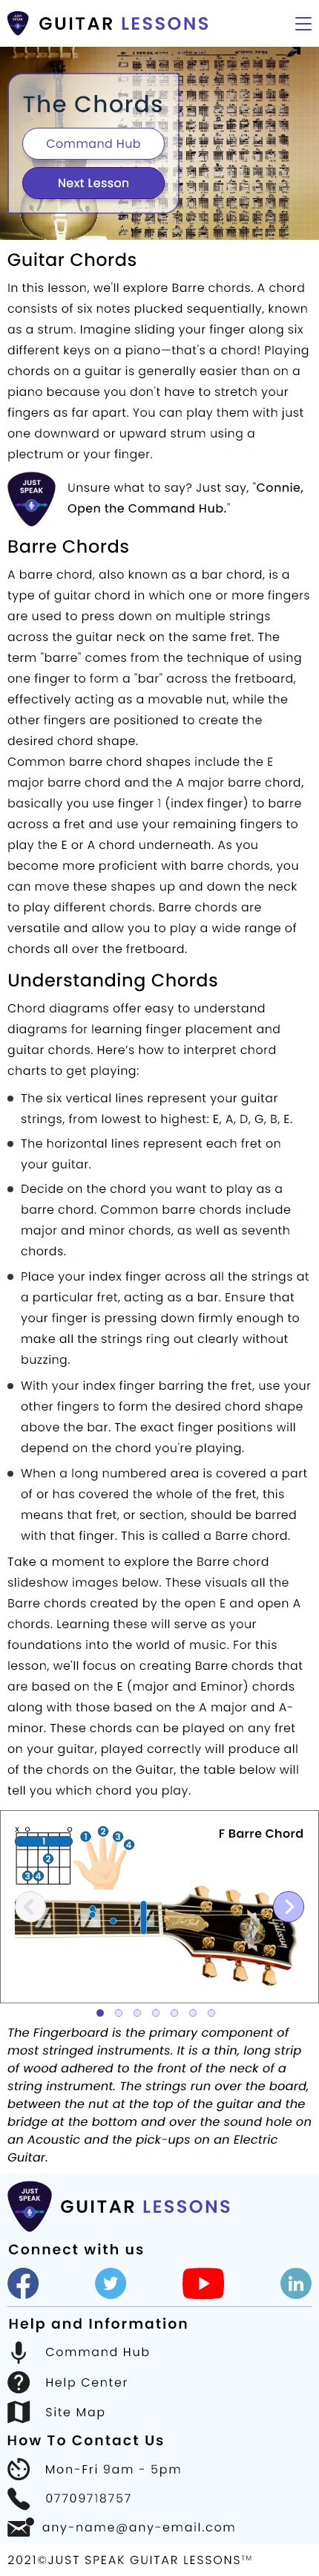 JUST
SPEAK
GUITAR LESSONS
The Chords
Command Hub
Next Lesson
Guitar Chords
In this lesson, we'll explore Barre chords. A chord
consists of six notes plucked sequentially, known
as a strum. Imagine sliding your finger along six
different keys on a piano—that's a chord! Playing
chords on a guitar is generally easier than on a
piano because you don't have to stretch your
fingers as far apart. You can play them with just
one downward or upward strum using a
plectrum or your finger.
JUST
SPEAK
Unsure what to say? Just say, "Connie,
Open the Command Hub."
Barre Chords
A barre chord, also known as a bar chord, is a
type of guitar chord in which one or more fingers
are used to press down on multiple strings
across the guitar neck on the same fret. The
term "barre" comes from the technique of using
one finger to form a "bar" across the fretboard,
effectively acting as a movable nut, while the
other fingers are positioned to create the
desired chord shape.
Common barre chord shapes include the E
major barre chord and the A major barre chord,
basically you use finger 1 (index finger) to barre
across a fret and use your remaining fingers to
play the E or A chord underneath. As you
become more proficient with barre chords, you
can move these shapes up and down the neck
to play different chords. Barre chords are
versatile and allow you to play a wide range of
chords all over the fretboard.
Understanding Chords
Chord diagrams offer easy to understand
diagrams for learning finger placement and
guitar chords. Here's how to interpret chord
charts to get playing:
The six vertical lines represent your guitar
strings, from lowest to highest: E, A, D, G, B, E.
The horizontal lines represent each fret on
your guitar.
Decide on the chord you want to play as a
barre chord. Common barre chords include
major and minor chords, as well as seventh
chords.
Place your index finger across all the strings at
a particular fret, acting as a bar. Ensure that
your finger is pressing down firmly enough to
make all the strings ring out clearly without
buzzing.
With your index finger barring the fret, use your
other fingers to form the desired chord shape
above the bar. The exact finger positions will
depend on the chord you're playing.
When a long numbered area is covered a part
of or has covered the whole of the fret, this
means that fret, or section, should be barred
with that finger. This is called a Barre chord.
Take a moment to explore the Barre chord
slideshow images below. These visuals all the
Barre chords created by the open E and open A
chords. Learning these will serve as your
foundations into the world of music. For this
lesson, we'll focus on creating Barre chords that
are based on the E (major and Eminor) chords
along with those based on the A major and A-
minor. These chords can be played on any fret
on your guitar, played correctly will produce all
of the chords on the Guitar, the table below will
tell you which chord you play.
X O O
1
2
3 4
1 2 3 4
F Barre Chord
The Fingerboard is the primary component of
most stringed instruments. It is a thin, long strip
of wood adhered to the front of the neck of a
string instrument. The strings run over the board,
between the nut at the top of the guitar and the
bridge at the bottom and over the sound hole on
an Acoustic and the pick-ups on an Electric
Guitar.
JUST
SPEAK
GUITAR LESSONS
Connect with us
Help and Information
Command Hub
Help Center
Site Map
How To Contact Us
Mon-Fri 9am - 5pm
07709718757
any-name@any-email.com
2021©JUST SPEAK GUITAR LESSONS™